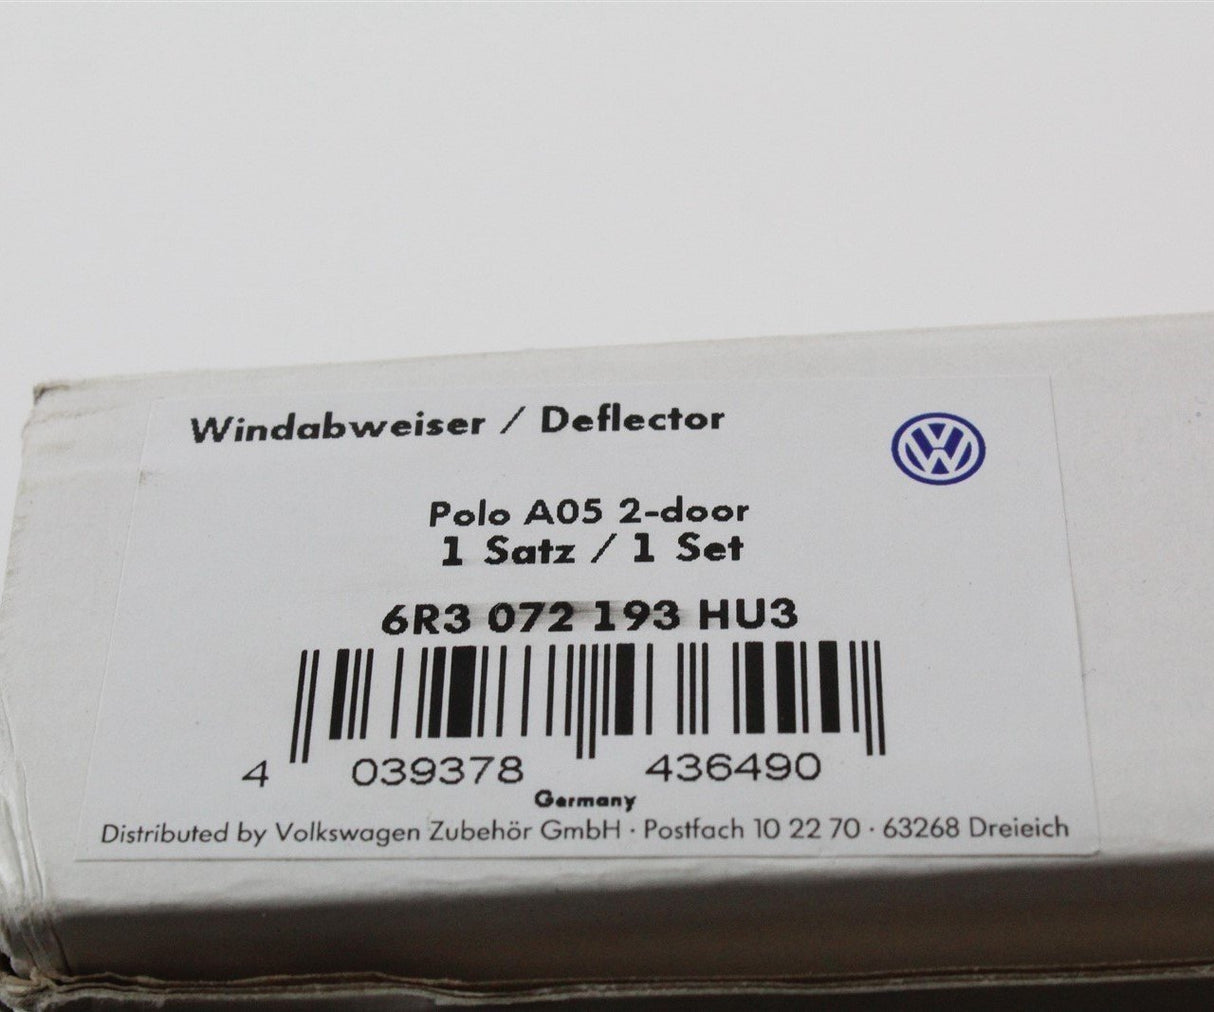 Windabweiser / Deflector
VW
Polo A05 2-door
1 Satz / 1 Set
6R3 072 193 HU3
4 039378 436490
Germany
Distributed by Volkswagen Zubehör GmbH · Postfach 10 22 70 · 63268 Dreieich